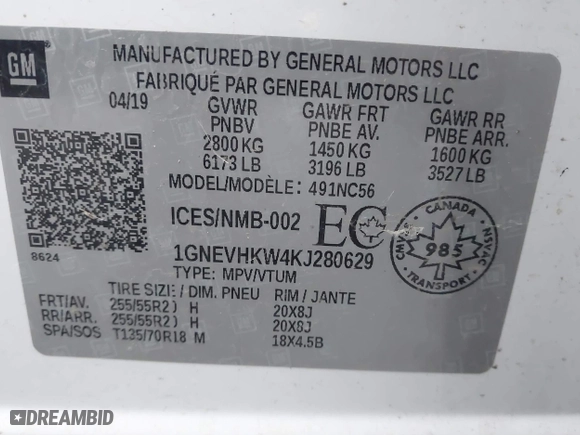 GM
MANUFACTURED BY GENERAL MOTORS LLC
FABRIQUÉ PAR GENERAL MOTORS LLC
04/19 GVWR GAWR FRT GAWR RR
PNBV PNBE AV. PNBE ARR.
2800 KG 1450 KG 1600 KG
6173 LB 3196 LB 3527 LB
MODEL/MODÈLE: 491NC56
ICES/NMB-002 EC
CANADA
CMVSS 985 NSVAC
TRANSPORT
8624
1GNEVHKW4KJ280629
TYPE: MPV/VTUM
TIRE SIZE / DIM. PNEU RIM / JANTE
FRT/AV. 255/55R20 H 20X8J
RR/ARR. 255/55R20 H 20X8J
SPA/SOS T135/70R18 M 18X4.5B
DREAMBID